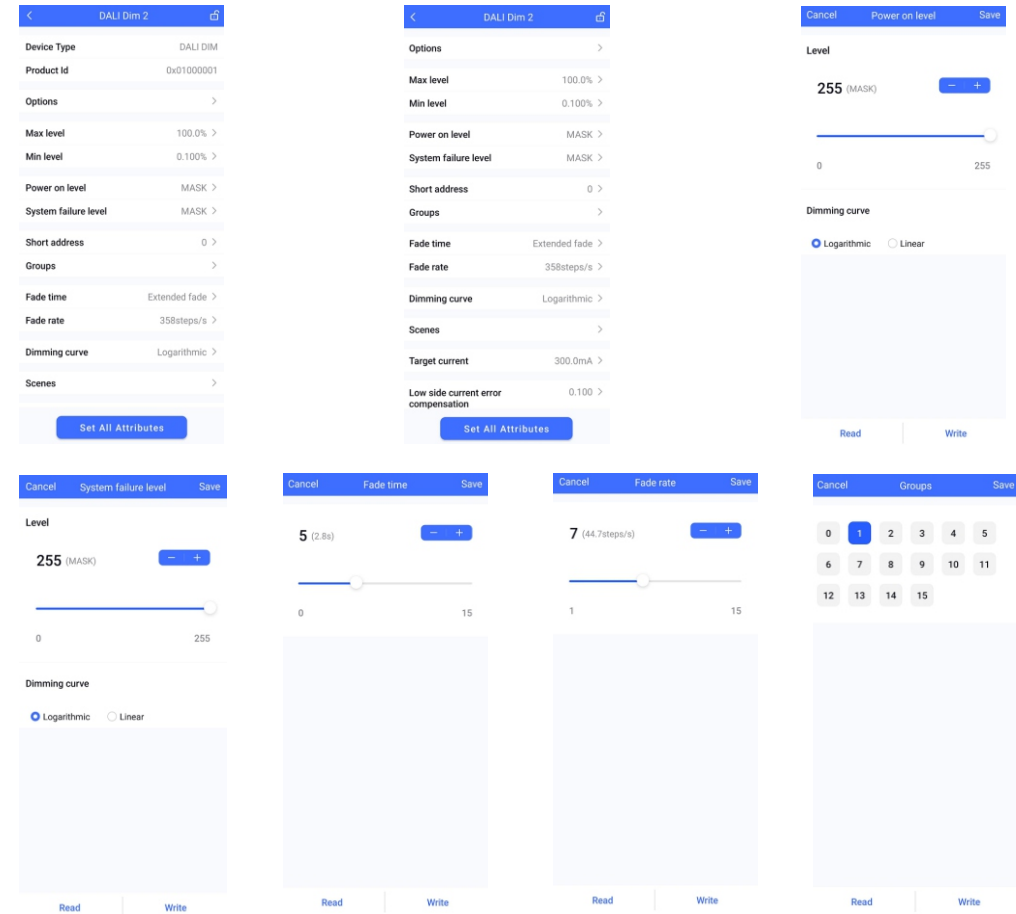 DALI Dim 2
Device Type DALI DIM
Product Id 0x01000001
Options
Max level 100.0%
Min level 0.100%
Power on level MASK
System failure level MASK
Short address 0
Groups
Fade time Extended fade
Fade rate 358steps/s
Dimming curve Logarithmic
Scenes
Set All Attributes
DALI Dim 2
Options
Max level 100.0%
Min level 0.100%
Power on level MASK
System failure level MASK
Short address 0
Groups
Fade time Extended fade
Fade rate 358steps/s
Dimming curve Logarithmic
Scenes
Target current 300.0mA
Low side current error 0.100
compensation
Set All Attributes
Cancel Power on level Save
Level
255 (MASK) − +
0 255
Dimming curve
Logarithmic Linear
Read Write
Cancel System failure level Save
Level
255 (MASK) − +
0 255
Dimming curve
Logarithmic Linear
Read Write
Cancel Fade time Save
5 (2.8s) − +
0 15
Read Write
Cancel Fade rate Save
7 (44.7steps/s) − +
1 15
Read Write
Cancel Groups Save
0 1 2 3 4 5
6 7 8 9 10 11
12 13 14 15
Read Write